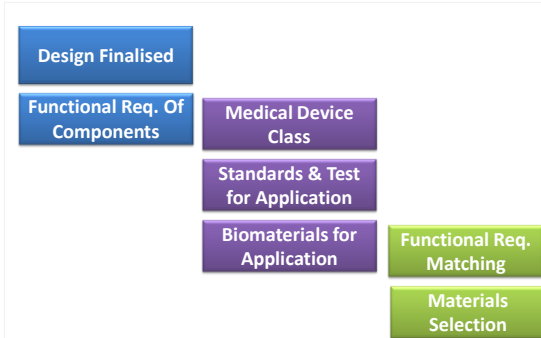 Design Finalised
Functional Req. Of
Components
Medical Device
Class
Standards & Test
for Application
Biomaterials for
Application
Functional Req.
Matching
Materials
Selection